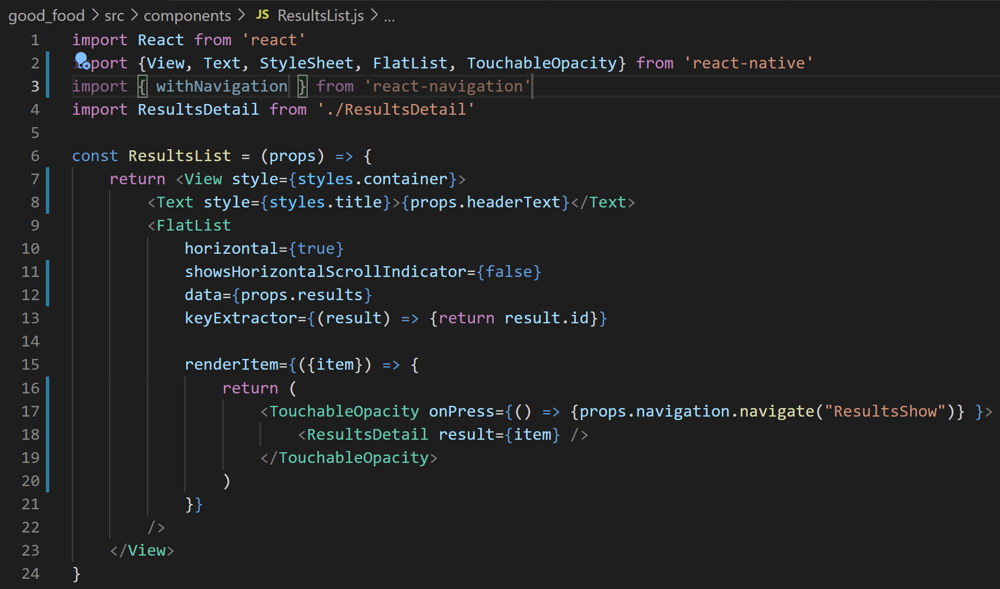 good_food > src > components > JS ResultsList.js > ...
1 import React from 'react'
2 import {View, Text, StyleSheet, FlatList, TouchableOpacity} from 'react-native'
3 import { withNavigation } from 'react-navigation'
4 import ResultsDetail from './ResultsDetail'
5
6 const ResultsList = (props) => {
7 return <View style={styles.container}>
8 <Text style={styles.title}>{props.headerText}</Text>
9 <FlatList
10 horizontal={true}
11 showsHorizontalScrollIndicator={false}
12 data={props.results}
13 keyExtractor={(result) => {return result.id}}
14
15 renderItem={({item}) => {
16 return (
17 <TouchableOpacity onPress={() => {props.navigation.navigate("ResultsShow")} }>
18 <ResultsDetail result={item} />
19 </TouchableOpacity>
20 )
21 }}
22 />
23 </View>
24 }